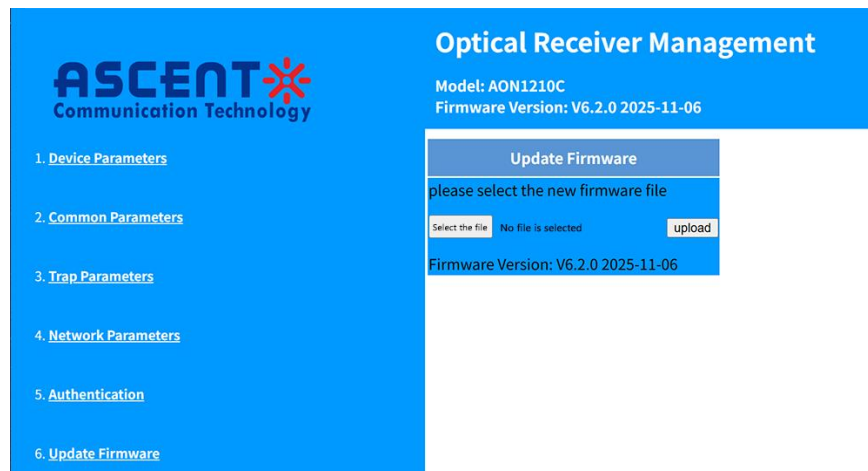 ASCENT
Communication Technology
Optical Receiver Management
Model: AON1210C
Firmware Version: V6.2.0 2025-11-06
1. Device Parameters
2. Common Parameters
3. Trap Parameters
4. Network Parameters
5. Authentication
6. Update Firmware
Update Firmware
please select the new firmware file
Select the file No file is selected upload
Firmware Version: V6.2.0 2025-11-06